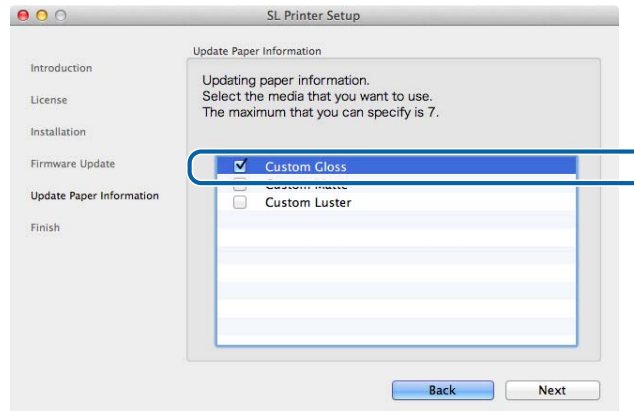 SL Printer Setup
Update Paper Information
Introduction
License
Installation
Firmware Update
Update Paper Information
Finish
Updating paper information.
Select the media that you want to use.
The maximum that you can specify is 7.
Custom Gloss
Custom Matte
Custom Luster
Back
Next